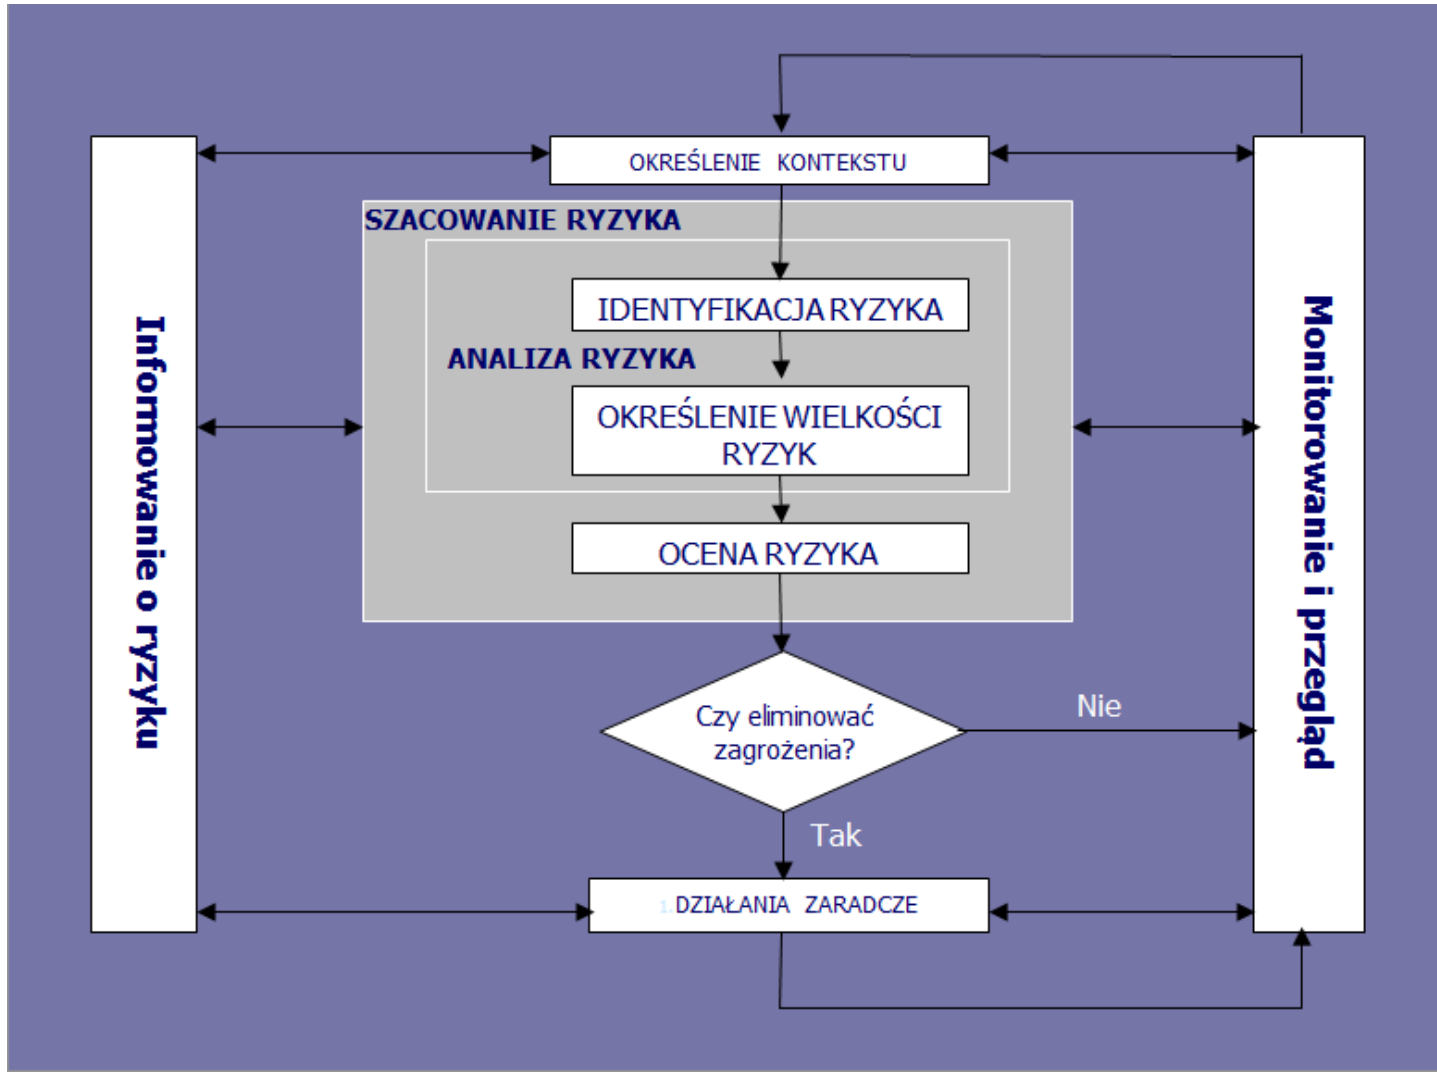 OKREŚLENIE KONTEKSTU
SZACOWANIE RYZYKA
IDENTYFIKACJA RYZYKA
ANALIZA RYZYKA
OKREŚLENIE WIELKOŚCI
RYZYK
OCENA RYZYKA
Czy eliminować
zagrożenia?
Nie
Tak
1.DZIAŁANIA ZARADCZE
Informowanie o ryzyku
Monitorowanie i przegląd